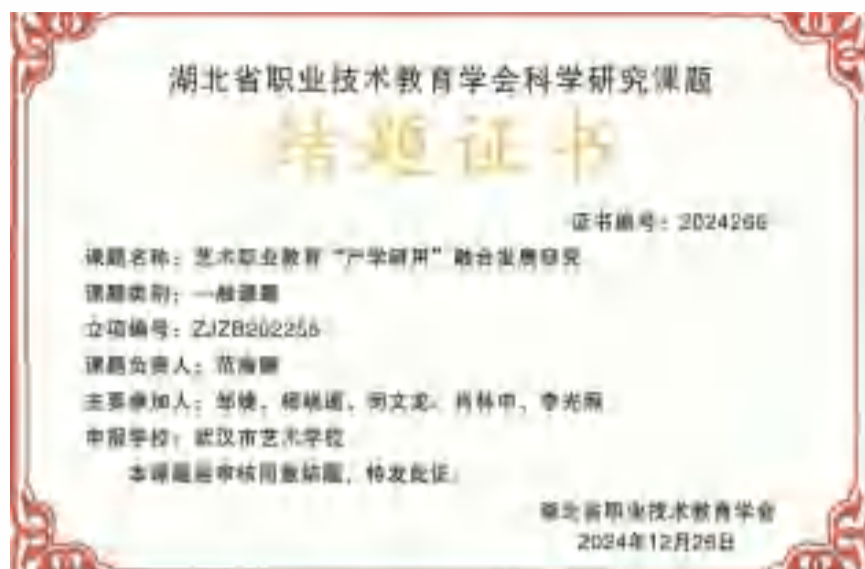 湖北省职业技术教育学会科学研究课题
结题证书
证书编号：2024266
课题名称：艺术职业教育“产学研用”融合发展研究
课题类别：一般课题
立项编号：ZJZB202256
课题负责人：范
主要参加人：邹、李光
申报学校：武汉市艺术学校
本课题经审核同意结题，特发此证。
湖北省职业技术教育学会
2024年12月26日